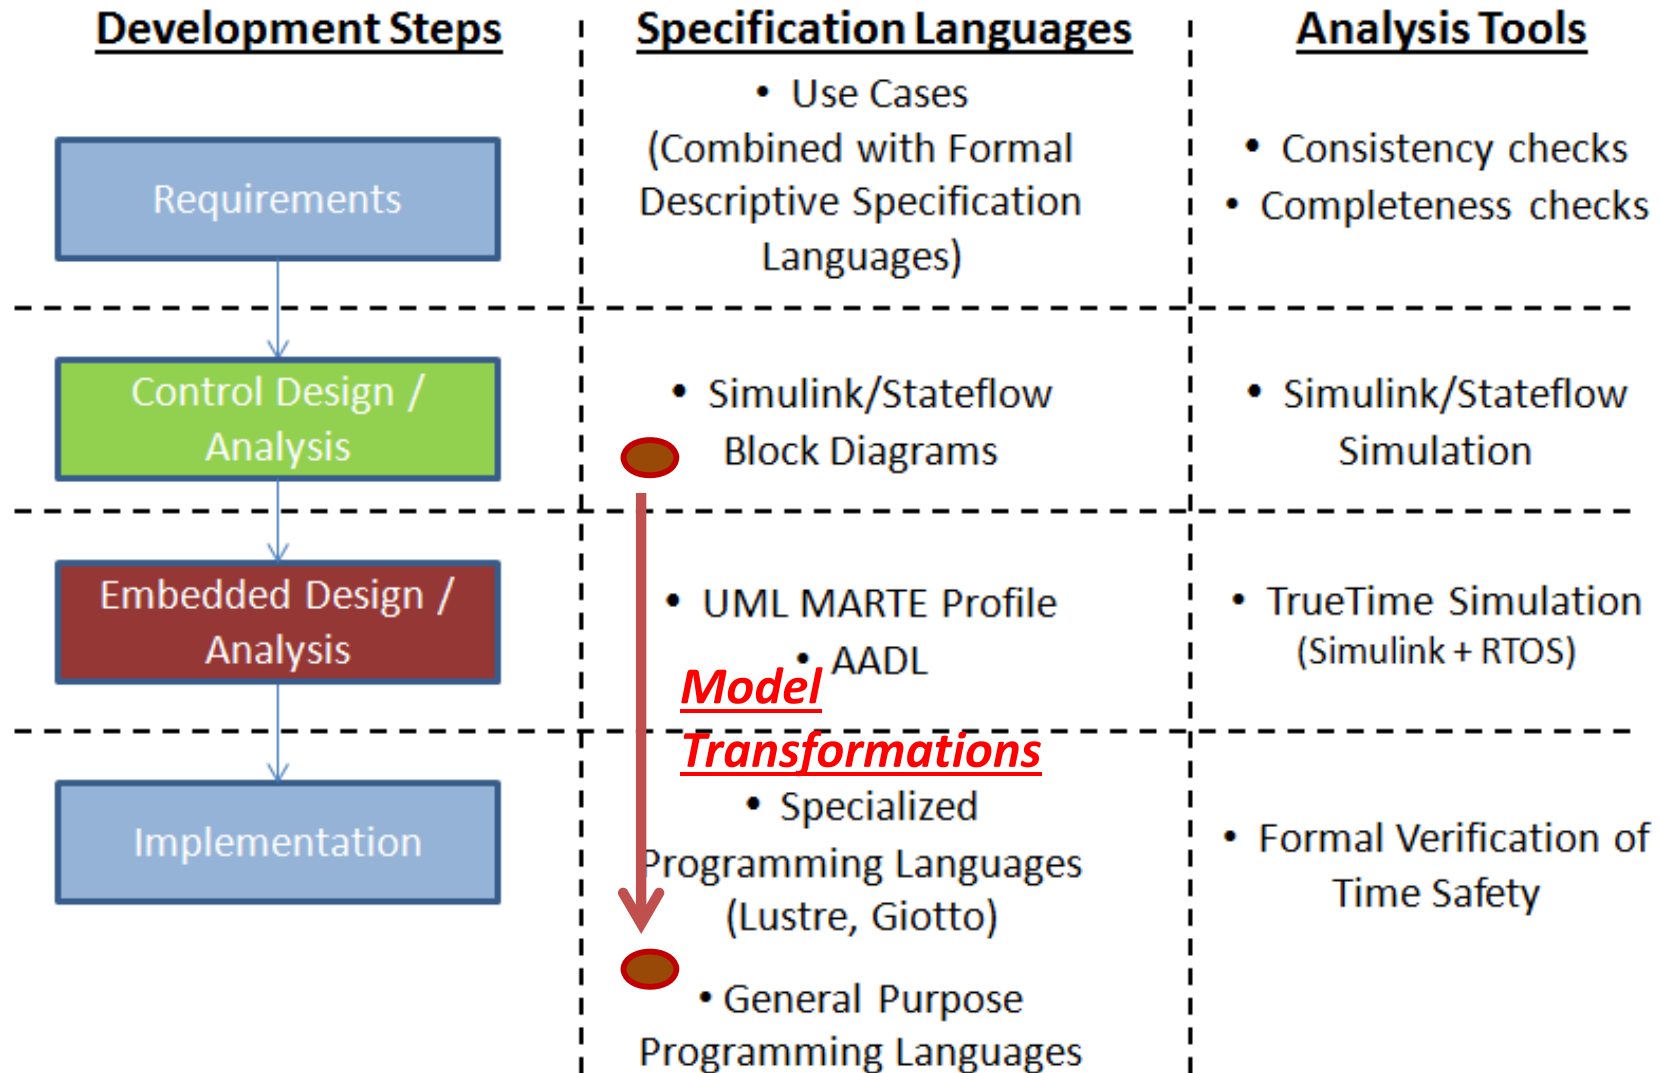 Development Steps
Specification Languages
Analysis Tools
Requirements
• Use Cases
(Combined with Formal
Descriptive Specification
Languages)
• Consistency checks
• Completeness checks
Control Design /
Analysis
• Simulink/Stateflow
Block Diagrams
• Simulink/Stateflow
Simulation
Embedded Design /
Analysis
• UML MARTE Profile
• AADL
• TrueTime Simulation
(Simulink + RTOS)
Model
Transformations
Implementation
• Specialized
Programming Languages
(Lustre, Giotto)
• General Purpose
Programming Languages
• Formal Verification of
Time Safety